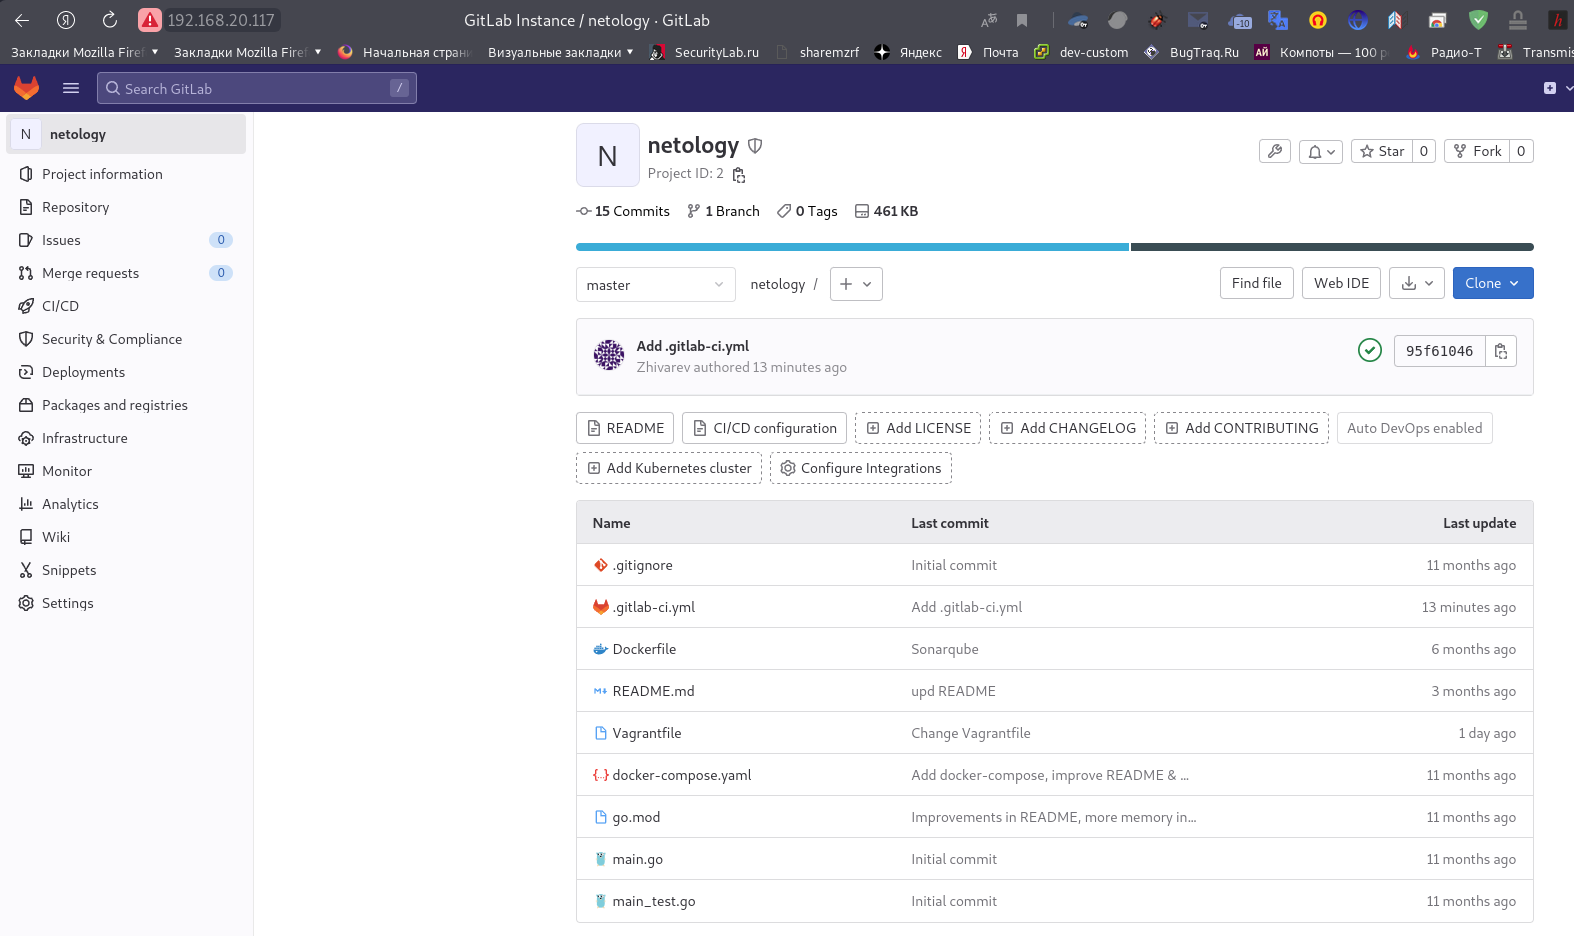 192.168.20.117 GitLab Instance / netology · GitLab
-10
Закладки Mozilla Firef Закладки Mozilla Firef Начальная стран Визуальные закладки SecurityLab.ru sharemzrf Яндекс Почта dev-custom BugTraq.Ru Компоты — 100 р Радио-Т Transmis
Search GitLab /
N netology
Project information
Repository
Issues 0
Merge requests 0
CI/CD
Security & Compliance
Deployments
Packages and registries
Infrastructure
Monitor
Analytics
Wiki
Snippets
Settings
N
netology
Project ID: 2
Star 0 Fork 0
15 Commits 1 Branch 0 Tags 461 KB
master netology / Find file Web IDE Clone
Add .gitlab-ci.yml
Zhivarev authored 13 minutes ago
95f61046
README CI/CD configuration Add LICENSE Add CHANGELOG Add CONTRIBUTING Auto DevOps enabled
Add Kubernetes cluster Configure Integrations
Name Last commit Last update
.gitignore Initial commit 11 months ago
.gitlab-ci.yml Add .gitlab-ci.yml 13 minutes ago
Dockerfile Sonarqube 6 months ago
README.md upd README 3 months ago
Vagrantfile Change Vagrantfile 1 day ago
docker-compose.yaml Add docker-compose, improve README & ... 11 months ago
go.mod Improvements in README, more memory in... 11 months ago
main.go Initial commit 11 months ago
main_test.go Initial commit 11 months ago